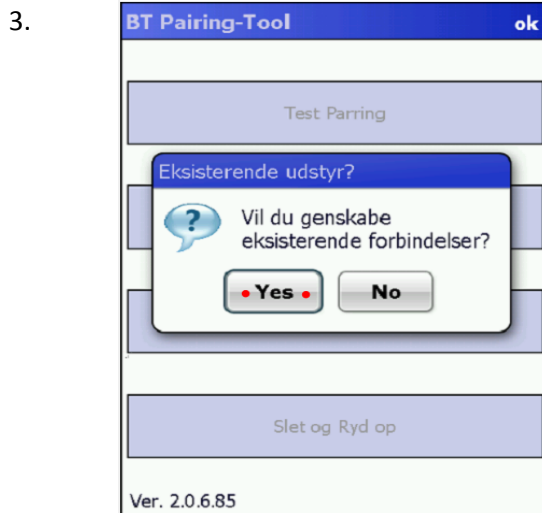 3.
BT Pairing-Tool ok
Test Parring
Eksisterende udstyr?
Vil du genskabe
eksisterende forbindelser?
Yes No
Slet og Ryd op
Ver. 2.0.6.85